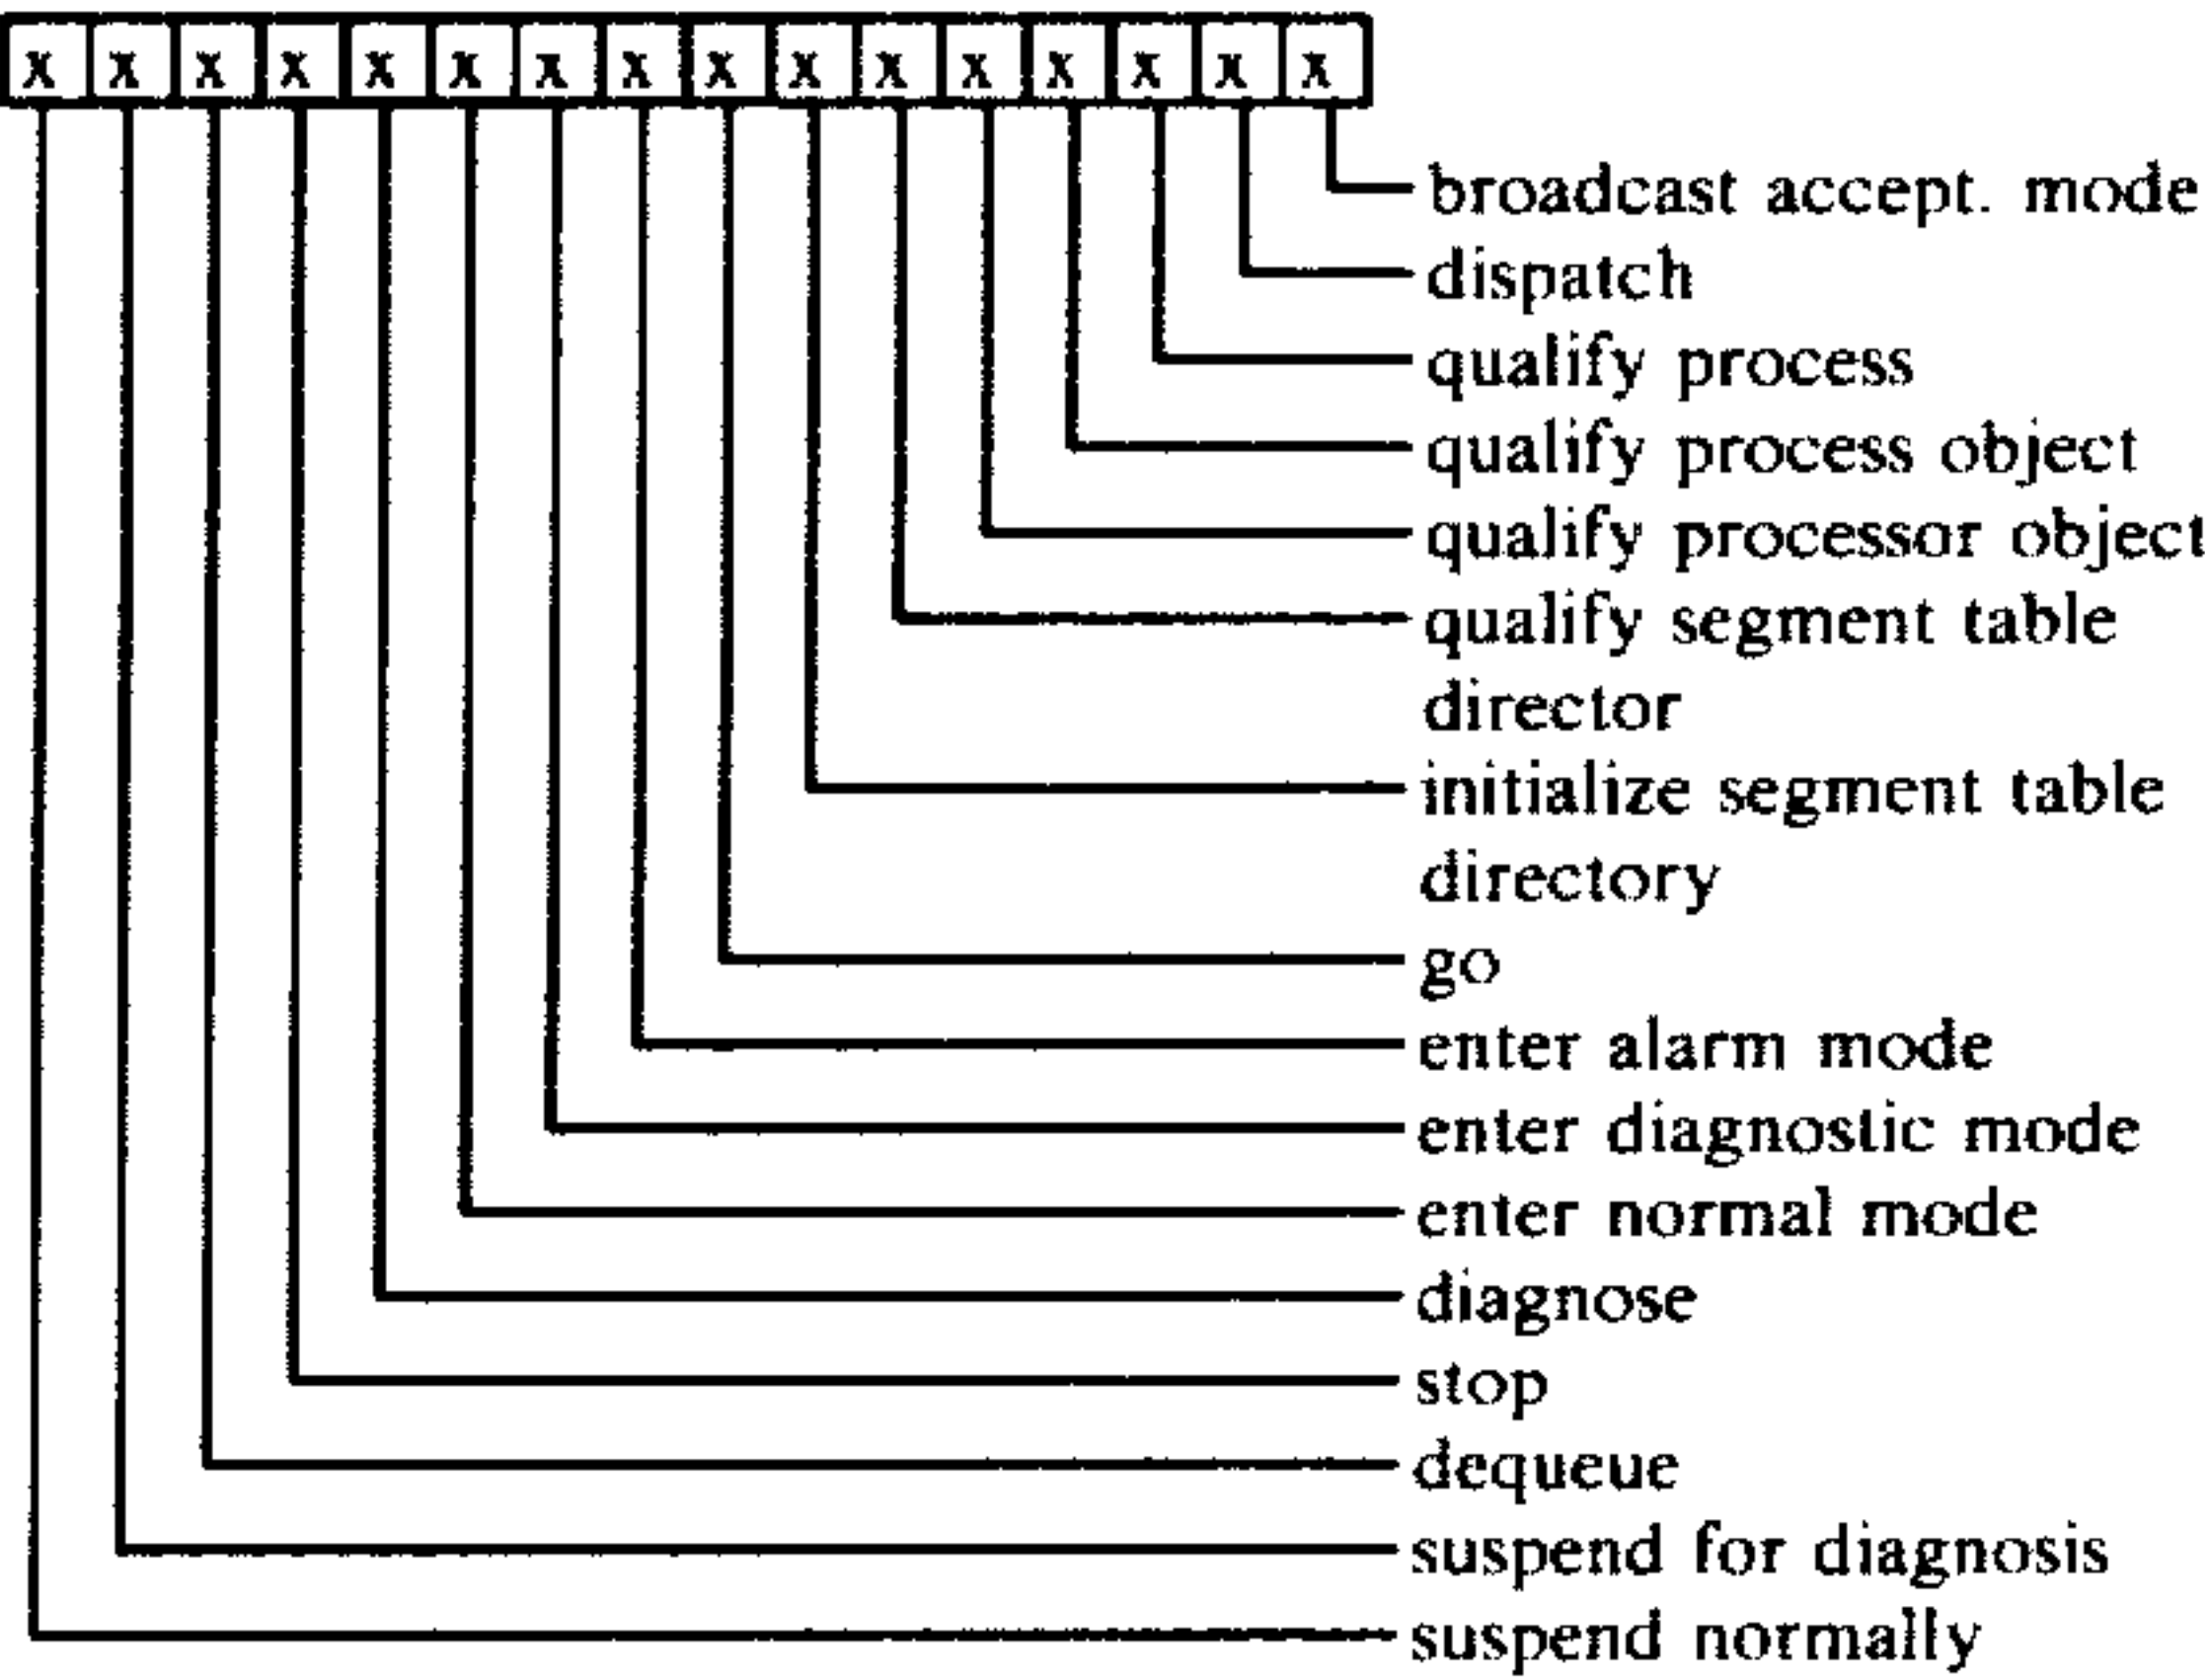 x x x x x x x x x x x x x x x x
broadcast accept. mode
dispatch
qualify process
qualify process object
qualify processor object
qualify segment table
director
initialize segment table
directory
go
enter alarm mode
enter diagnostic mode
enter normal mode
diagnose
stop
dequeue
suspend for diagnosis
suspend normally